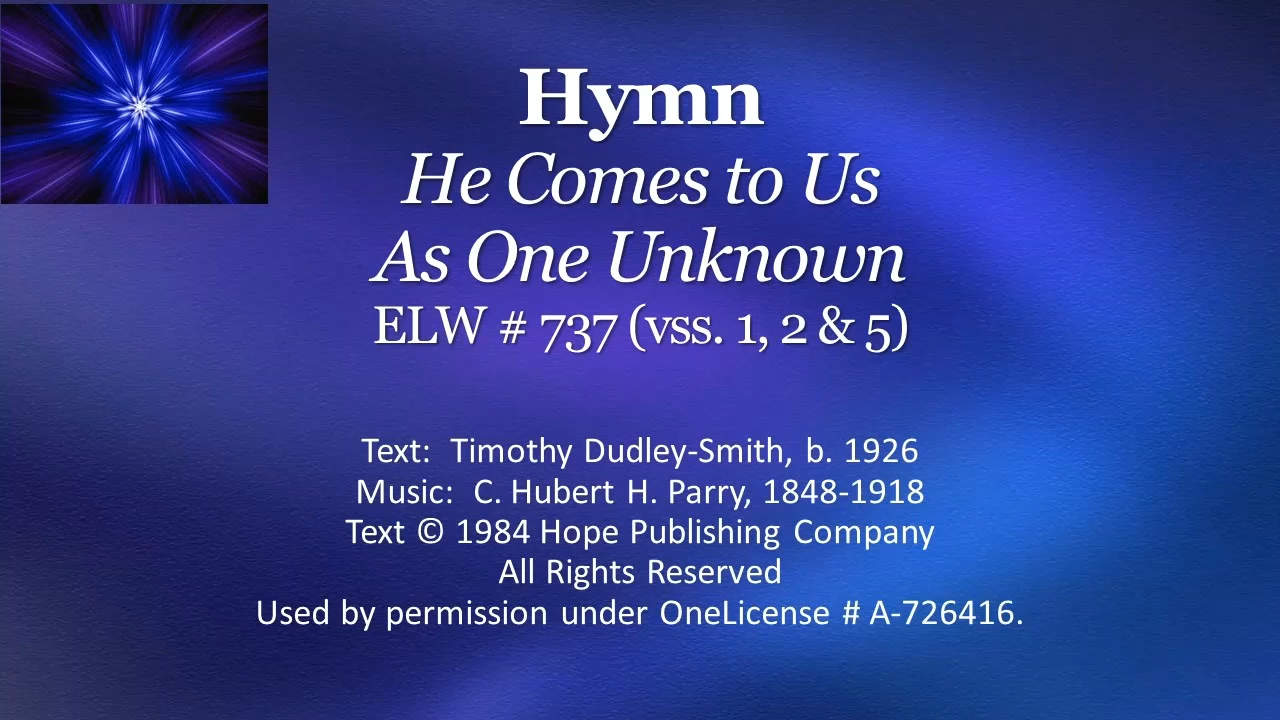 Hymn
He Comes to Us
As One Unknown
ELW # 737 (vss. 1, 2 & 5)
Text:  Timothy Dudley-Smith, b. 1926
Music:  C. Hubert H. Parry, 1848-1918
Text © 1984 Hope Publishing Company
All Rights Reserved
Used by permission under OneLicense # A-726416.